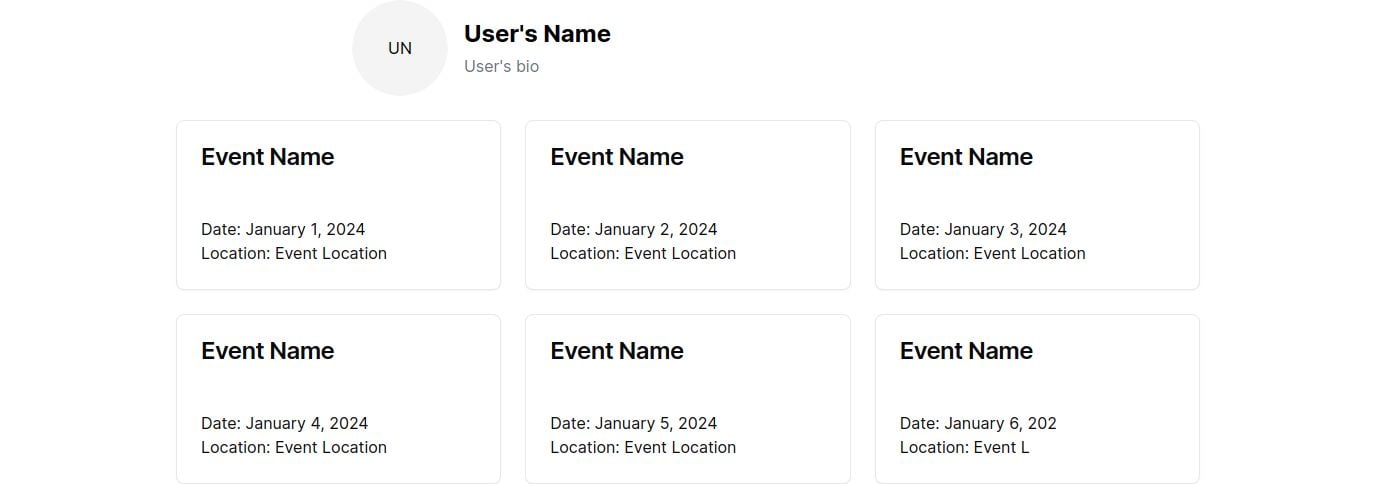 UN
User's Name
User's bio
Event Name
Date: January 1, 2024
Location: Event Location
Event Name
Date: January 2, 2024
Location: Event Location
Event Name
Date: January 3, 2024
Location: Event Location
Event Name
Date: January 4, 2024
Location: Event Location
Event Name
Date: January 5, 2024
Location: Event Location
Event Name
Date: January 6, 202
Location: Event L